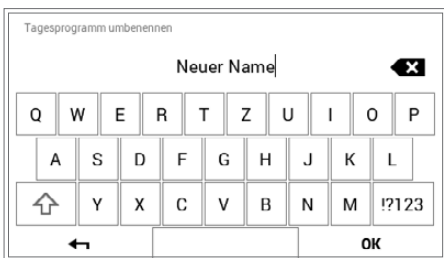 Tagesprogramm umbenennen
Neuer Name
Q W E R T Z U I O P
A S D F G H J K L
Y X C V B N M !?123
OK